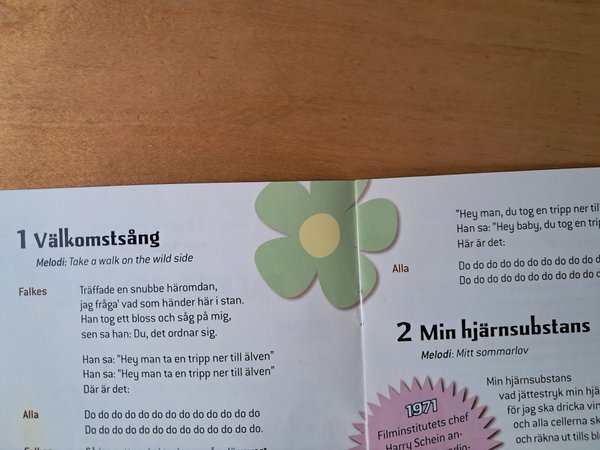 1 Välkomstsång
Melodi: Take a walk on the wild side
Falkes Träffade en snubbe häromdan,
jag fråga' vad som händer här i stan.
Han tog ett bloss och såg på mig,
sen sa han: Du, det ordnar sig.
Han sa: "Hey man ta en tripp ner till älven"
Han sa: "Hey man ta en tripp ner till älven"
Där är det:
Alla Do do do do do do do do do do do do do
Do do do do do do do do do do do do do.
"Hey man, du tog en tripp ner til
Han sa: "Hey baby, du tog en
Här är det:
Alla Do do do do do do do do do do do
Do do do do do do do do do do do
2 Min hjärnsubstans
Melodi: Mitt sommarlov
Min hjärnsubstans
vad jättestryk min
för jag ska dricka
och alla cellerna
och räkna ut tills
1971
Filminstitutets chef
Harry Schein an-